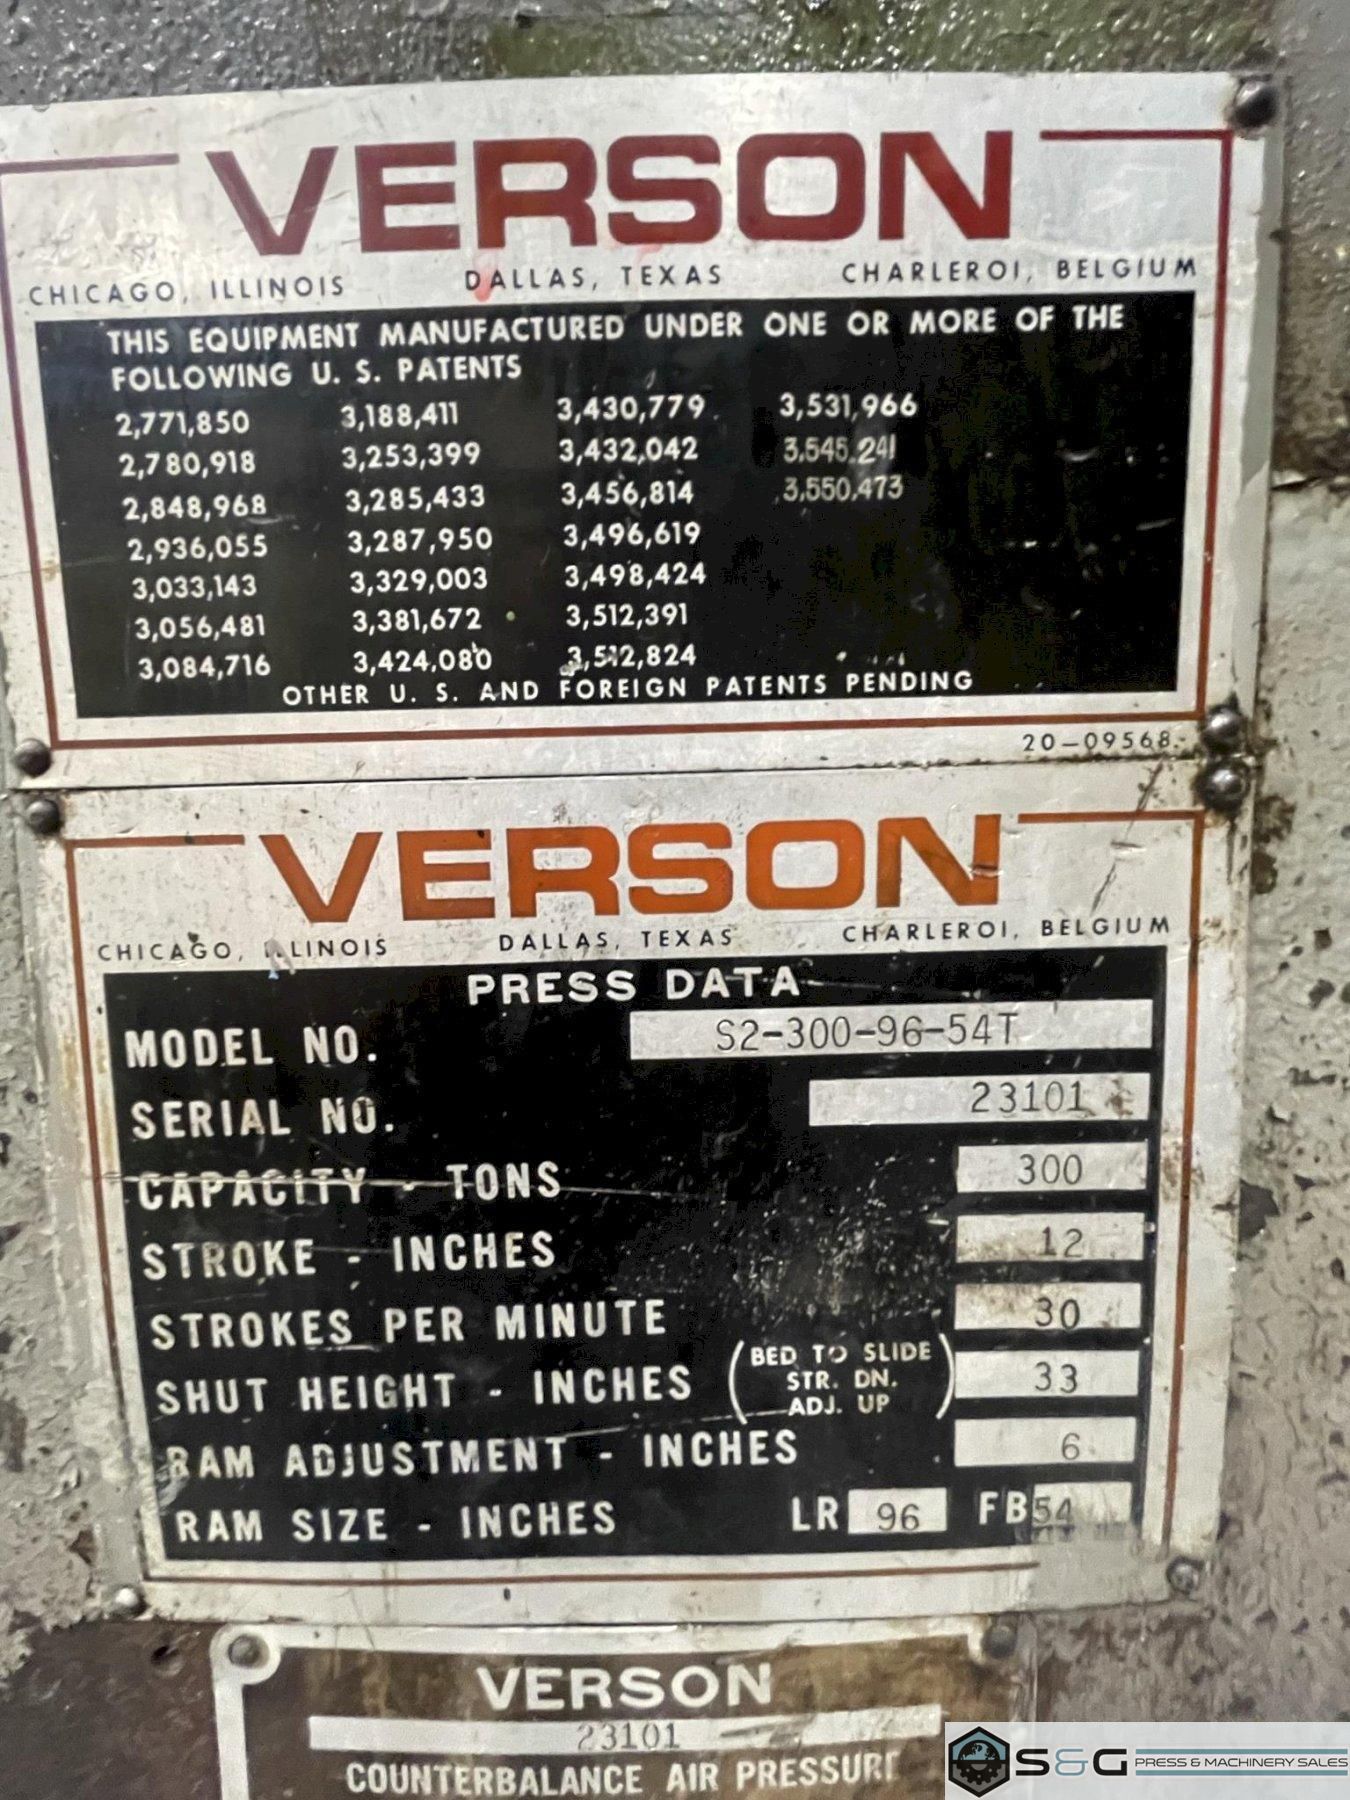 VERSON
CHICAGO, ILLINOIS DALLAS, TEXAS CHARLEROI, BELGIUM
THIS EQUIPMENT MANUFACTURED UNDER ONE OR MORE OF THE
FOLLOWING U. S. PATENTS
2,771,850 3,188,411 3,430,779 3,531,966
2,780,918 3,253,399 3,432,042 3,545,241
2,848,968 3,285,433 3,456,814 3,550,473
2,936,055 3,287,950 3,496,619
3,033,143 3,329,003 3,498,424
3,056,481 3,381,672 3,512,391
3,084,716 3,424,080 3,512,824
OTHER U. S. AND FOREIGN PATENTS PENDING
20-09568
VERSON
CHICAGO, ILLINOIS DALLAS, TEXAS CHARLEROI, BELGIUM
PRESS DATA
MODEL NO. S2-300-96-54T
SERIAL NO. 23101
CAPACITY - TONS 300
STROKE - INCHES 12
STROKES PER MINUTE 30
SHUT HEIGHT - INCHES (BED TO SLIDE STR. DN. ADJ. UP) 33
RAM ADJUSTMENT - INCHES 6
RAM SIZE - INCHES LR 96 FB 54
VERSON
23101
COUNTERBALANCE AIR PRESSURE
S&G PRESS & MACHINERY SALES